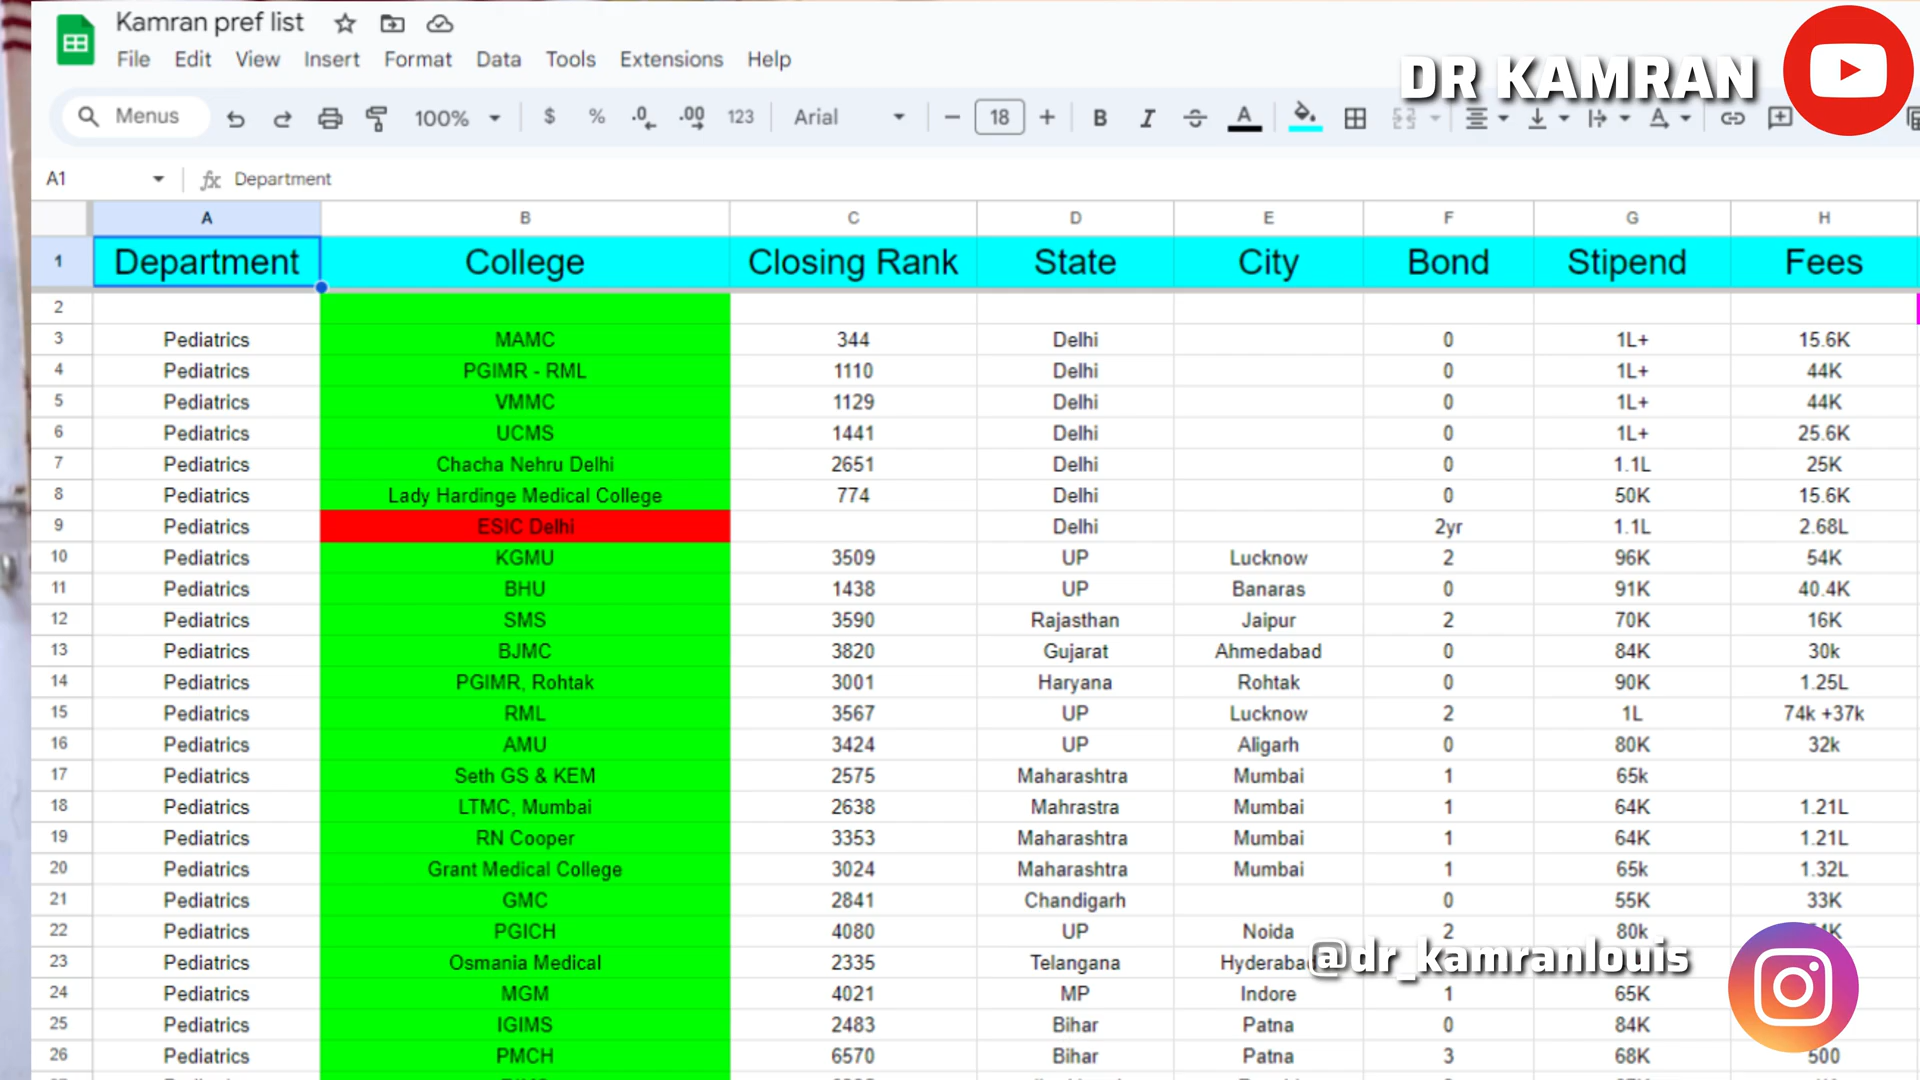 Kamran pref list
File Edit View Insert Format Data Tools Extensions Help
DR KAMRAN
Menus 100% $ % .0 .00 123 Arial 18 B I A
A1 fx Department
A B C D E F G H
1 Department College Closing Rank State City Bond Stipend Fees
2
3 Pediatrics MAMC 344 Delhi 0 1L+ 15.6K
4 Pediatrics PGIMR - RML 1110 Delhi 0 1L+ 44K
5 Pediatrics VMMC 1129 Delhi 0 1L+ 44K
6 Pediatrics UCMS 1441 Delhi 0 1L+ 25.6K
7 Pediatrics Chacha Nehru Delhi 2651 Delhi 0 1.1L 25K
8 Pediatrics Lady Hardinge Medical College 774 Delhi 0 50K 15.6K
9 Pediatrics ESIC Delhi Delhi 2yr 1.1L 2.68L
10 Pediatrics KGMU 3509 UP Lucknow 2 96K 54K
11 Pediatrics BHU 1438 UP Banaras 0 91K 40.4K
12 Pediatrics SMS 3590 Rajasthan Jaipur 2 70K 16K
13 Pediatrics BJMC 3820 Gujarat Ahmedabad 0 84K 30k
14 Pediatrics PGIMR, Rohtak 3001 Haryana Rohtak 0 90K 1.25L
15 Pediatrics RML 3567 UP Lucknow 2 1L 74k +37k
16 Pediatrics AMU 3424 UP Aligarh 0 80K 32k
17 Pediatrics Seth GS & KEM 2575 Maharashtra Mumbai 1 65k
18 Pediatrics LTMC, Mumbai 2638 Mahrastra Mumbai 1 64K 1.21L
19 Pediatrics RN Cooper 3353 Maharashtra Mumbai 1 64K 1.21L
20 Pediatrics Grant Medical College 3024 Maharashtra Mumbai 1 65k 1.32L
21 Pediatrics GMC 2841 Chandigarh 0 55K 33K
22 Pediatrics PGICH 4080 UP Noida 2 80k
@dr_kamranlouis
23 Pediatrics Osmania Medical 2335 Telangana Hyderabad
24 Pediatrics MGM 4021 MP Indore 1 65K
25 Pediatrics IGIMS 2483 Bihar Patna 0 84K
26 Pediatrics PMCH 6570 Bihar Patna 3 68K 500